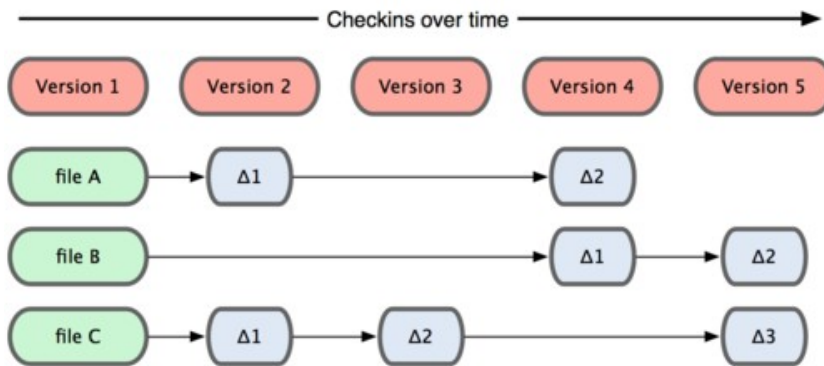 Checkins over time
Version 1 Version 2 Version 3 Version 4 Version 5
file A Δ1 Δ2
file B Δ1 Δ2
file C Δ1 Δ2 Δ3